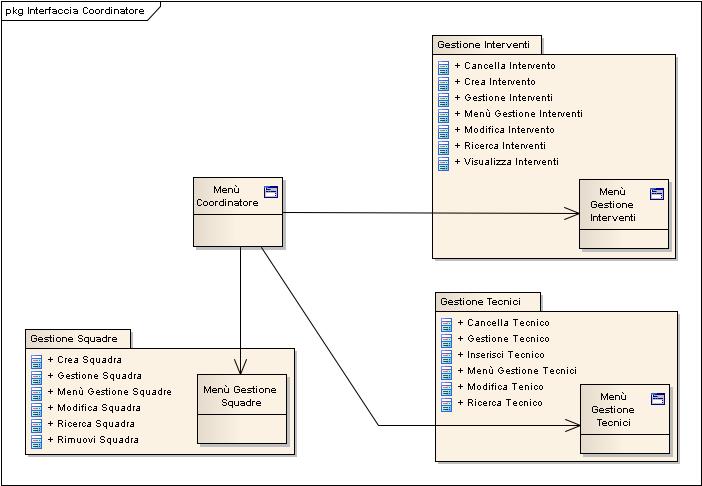 pkg Interfaccia Coordinatore
Gestione Interventi
+ Cancella Intervento
+ Crea Intervento
+ Gestione Interventi
+ Menù Gestione Interventi
+ Modifica Intervento
+ Ricerca Interventi
+ Visualizza Interventi
Menù
Gestione
Interventi
Menù
Coordinatore
Gestione Tecnici
+ Cancella Tecnico
+ Gestione Tecnico
+ Inserisci Tecnico
+ Menù Gestione Tecnici
+ Modifica Tenico
+ Ricerca Tecnico
Menù
Gestione
Tecnici
Gestione Squadre
+ Crea Squadra
+ Gestione Squadra
+ Menù Gestione Squadre
+ Modifica Squadra
+ Ricerca Squadra
+ Rimuovi Squadra
Menù Gestione
Squadre